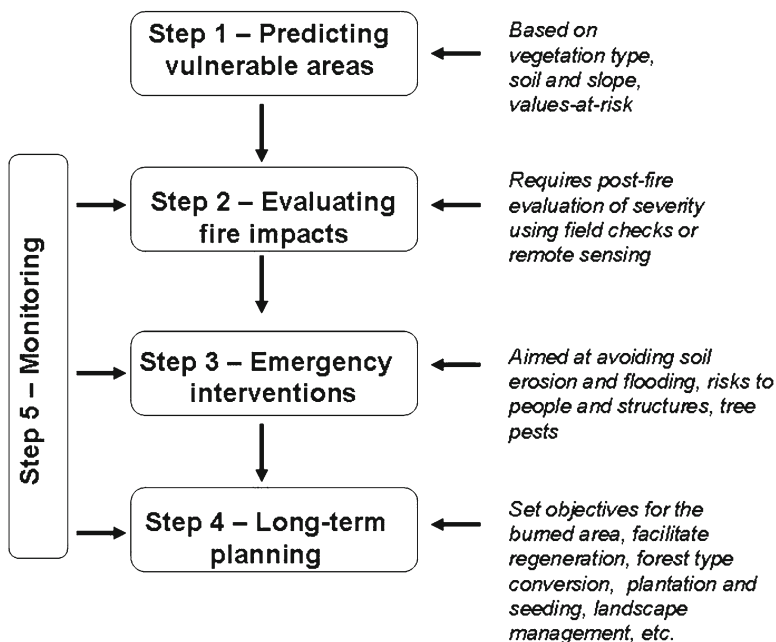 Step 1 – Predicting
vulnerable areas
Based on
vegetation type,
soil and slope,
values-at-risk
Step 5 – Monitoring
Step 2 – Evaluating
fire impacts
Requires post-fire
evaluation of severity
using field checks or
remote sensing
Step 3 – Emergency
interventions
Aimed at avoiding soil
erosion and flooding, risks to
people and structures, tree
pests
Step 4 – Long-term
planning
Set objectives for the
burned area, facilitate
regeneration, forest type
conversion, plantation and
seeding, landscape
management, etc.